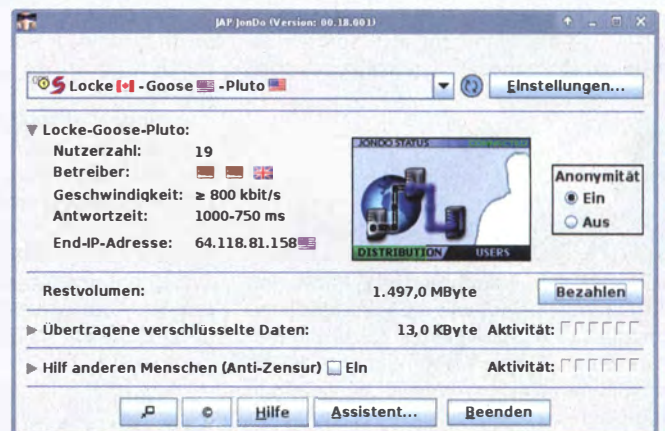 JAP/JonDo (Version: 00.18.001)
Locke - Goose - Pluto
EInstellungen...
Locke-Goose-Pluto:
Nutzerzahl: 19
Betreiber:
Geschwindigkeit: ≥ 800 kbit/s
Antwortzeit: 1000-750 ms
End-IP-Adresse: 64.118.81.158
JONDO STATUS
DISTRIBUTION USERS
Anonymität
Ein
Aus
Restvolumen: 1.497,0 MByte Bezahlen
Übertragene verschlüsselte Daten: 13,0 KByte Aktivität:
Hilf anderen Menschen (Anti-Zensur) EIn Aktivität:
© Hilfe Assistent... Beenden